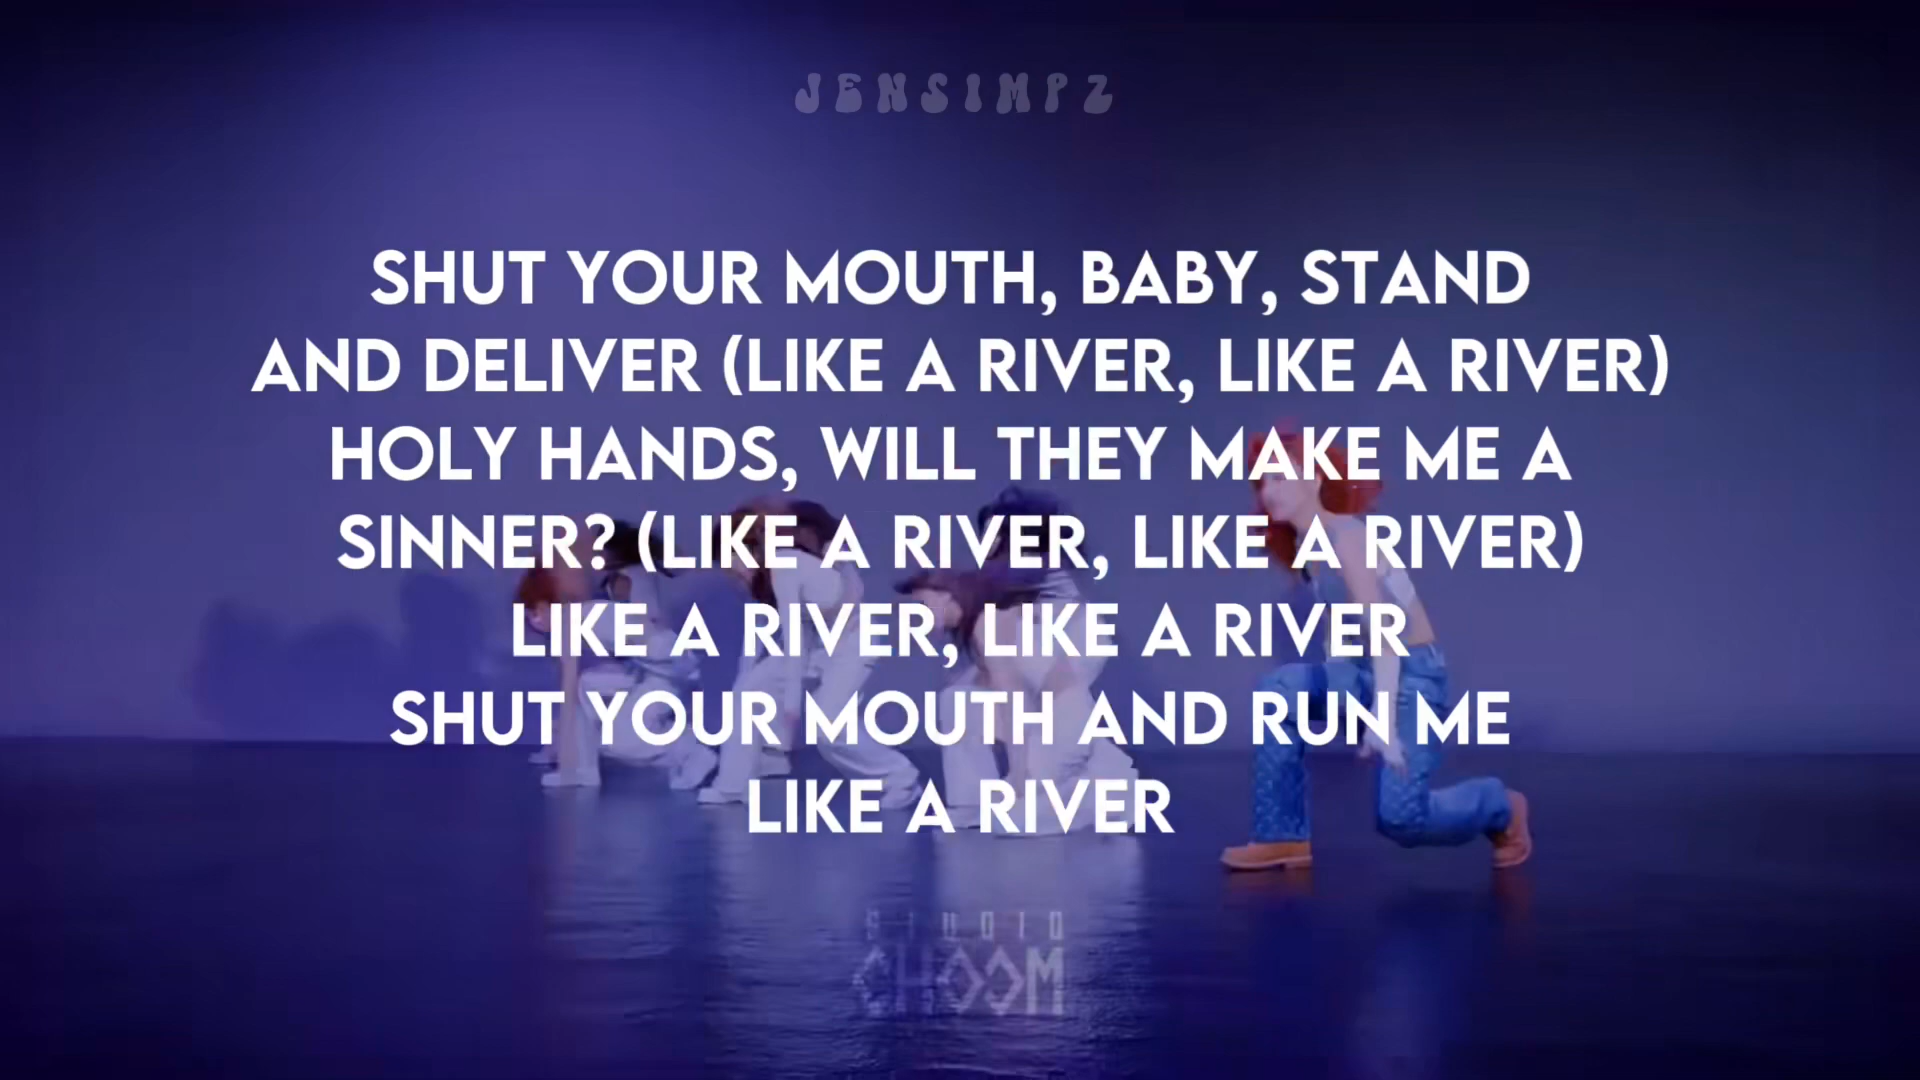 JENSIMPZ
SHUT YOUR MOUTH, BABY, STAND
AND DELIVER (LIKE A RIVER, LIKE A RIVER)
HOLY HANDS, WILL THEY MAKE ME A
SINNER? (LIKE A RIVER, LIKE A RIVER)
LIKE A RIVER, LIKE A RIVER
SHUT YOUR MOUTH AND RUN ME
LIKE A RIVER
STUDIO
CHOOM